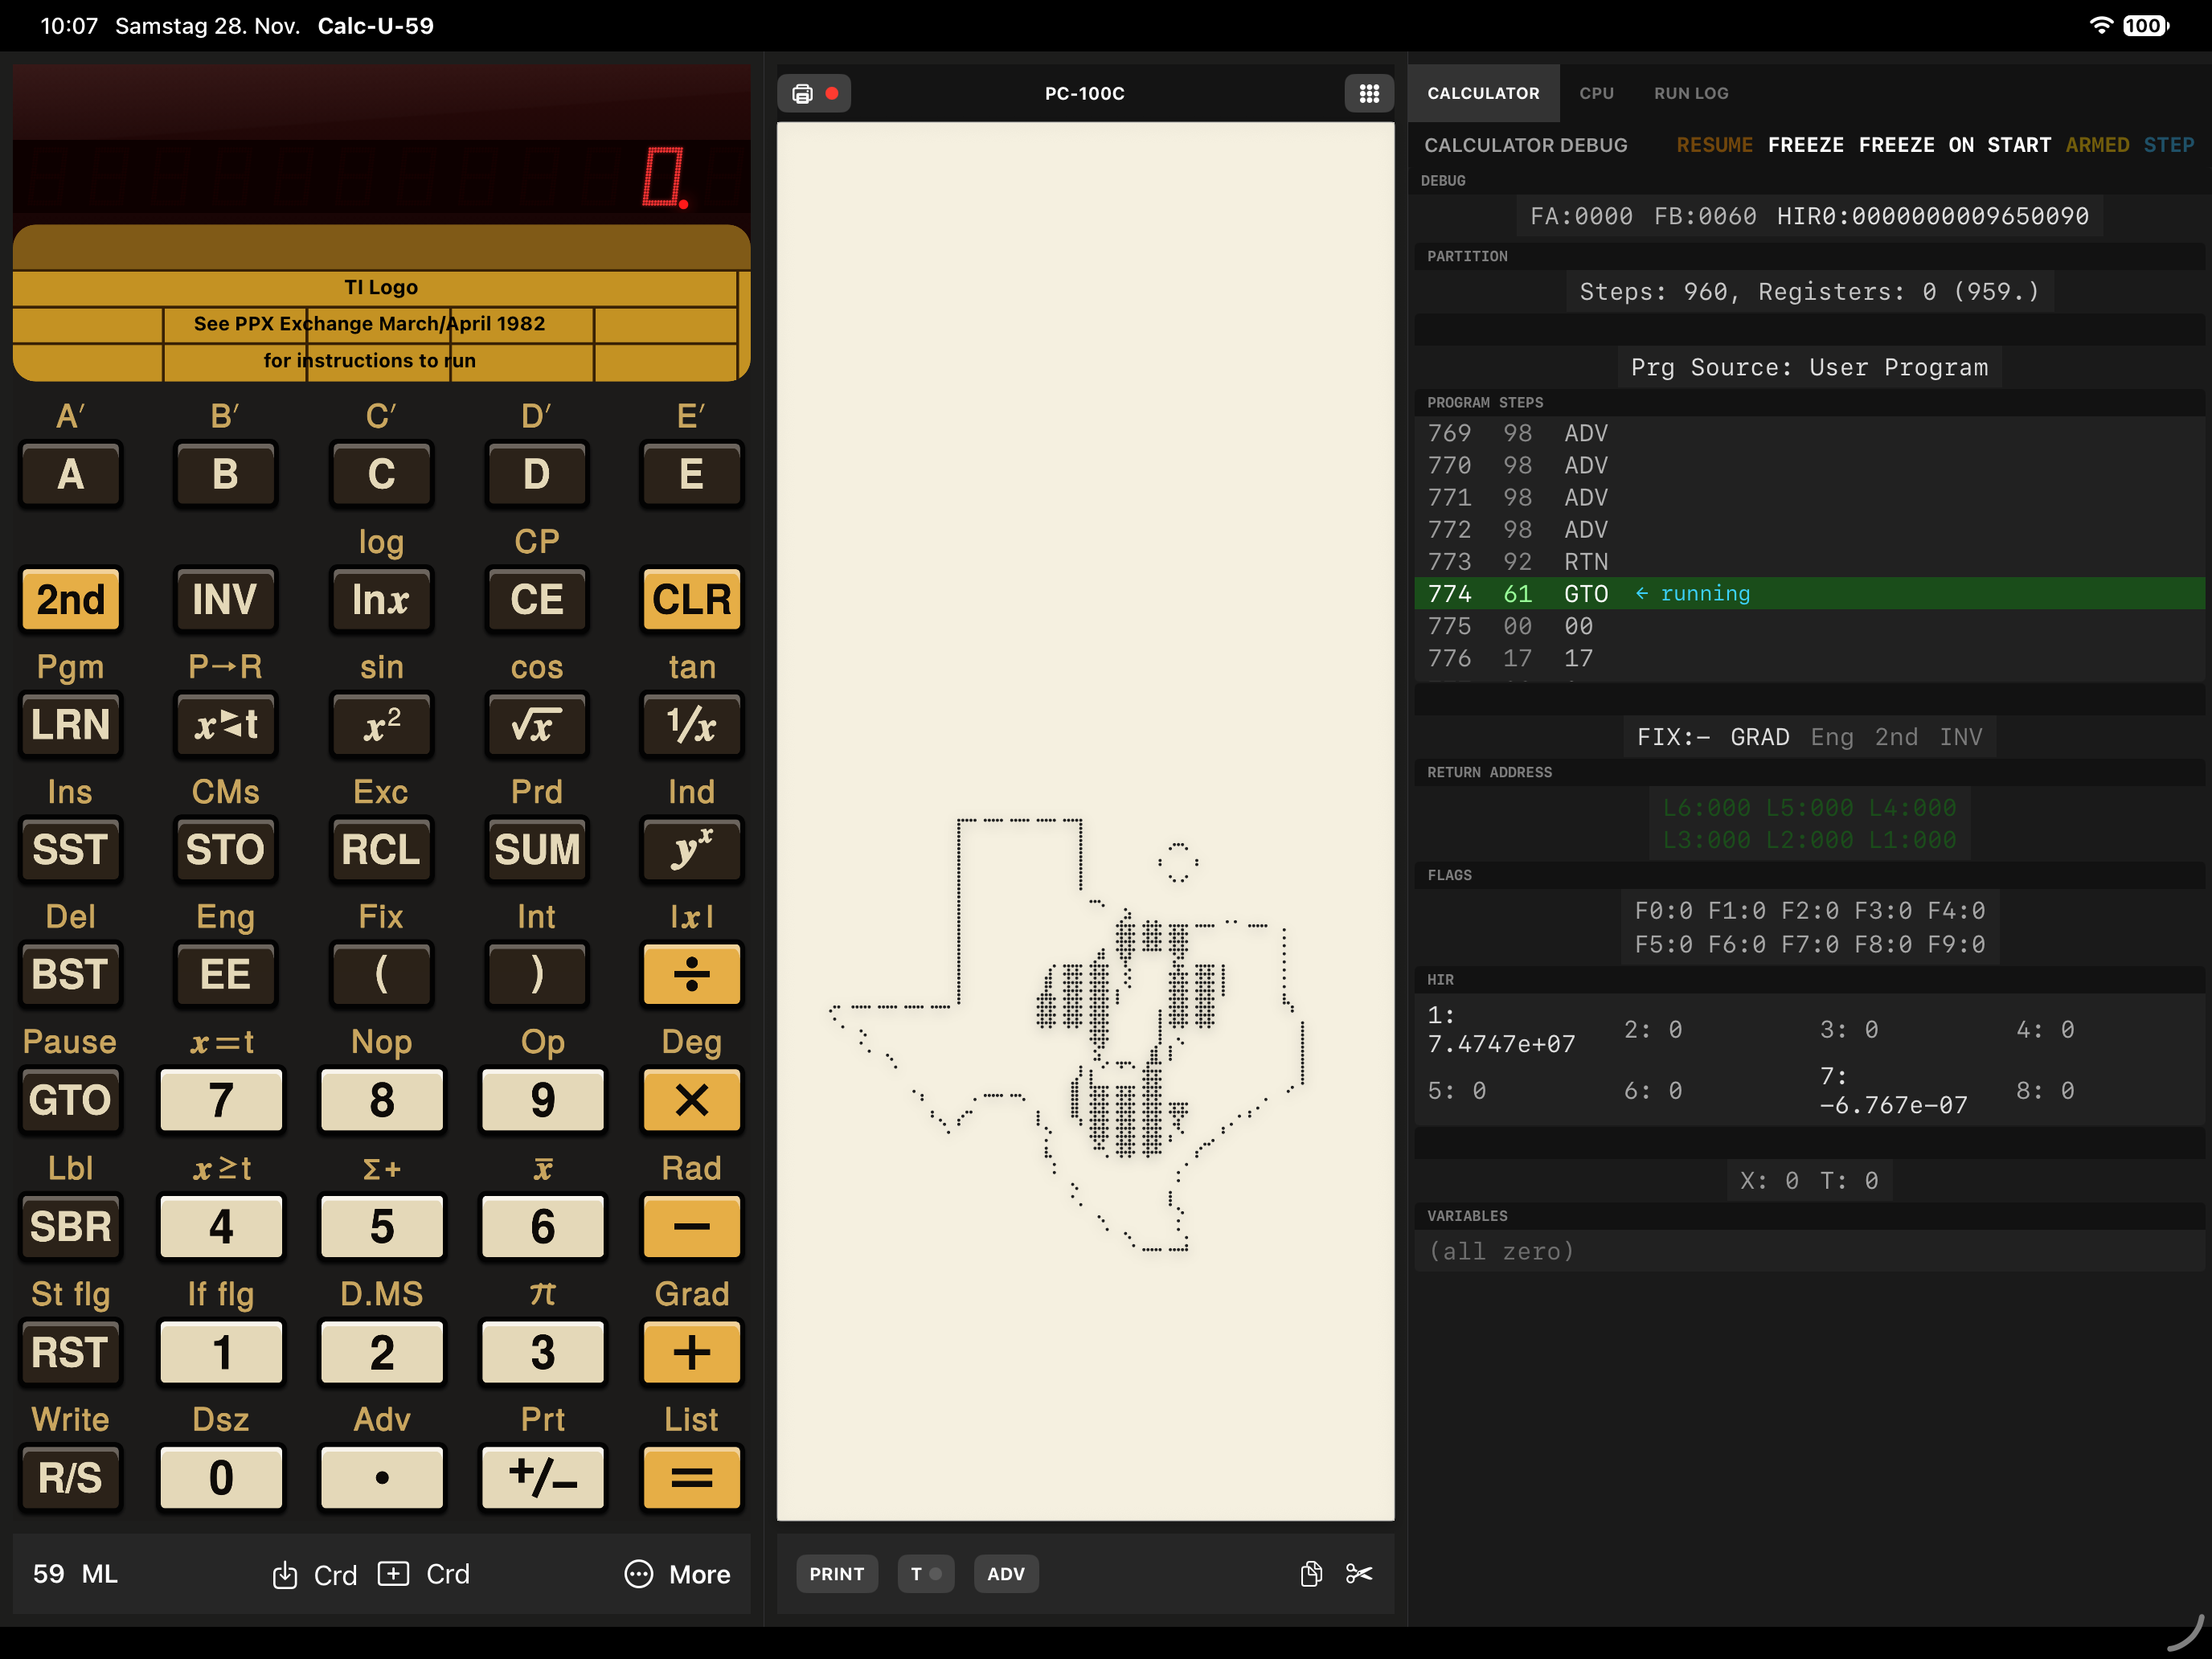 10:07 Samstag 28. Nov. Calc-U-59
100
0.
TI Logo
See PPX Exchange March/April 1982
for instructions to run
A′ B′ C′ D′ E′
A B C D E
log CP
2nd INV lnx CE CLR
Pgm P→R sin cos tan
LRN x⇄t x² √x 1/x
Ins CMs Exc Prd Ind
SST STO RCL SUM yˣ
Del Eng Fix Int |x|
BST EE ( ) ÷
Pause x=t Nop Op Deg
GTO 7 8 9 ×
Lbl x≥t Σ+ x̅ Rad
SBR 4 5 6 −
St flg If flg D.MS π Grad
RST 1 2 3 +
Write Dsz Adv Prt List
R/S 0 . +/− =
59 ML Crd Crd More
PC-100C
PRINT T ADV
CALCULATOR CPU RUN LOG
CALCULATOR DEBUG RESUME FREEZE FREEZE ON START ARMED STEP
DEBUG
FA:0000 FB:0060 HIR0:0000000009650090
PARTITION
Steps: 960, Registers: 0 (959.)
Prg Source: User Program
PROGRAM STEPS
769 98 ADV
770 98 ADV
771 98 ADV
772 98 ADV
773 92 RTN
774 61 GTO ← running
775 00 00
776 17 17
FIX:− GRAD Eng 2nd INV
RETURN ADDRESS
L6:000 L5:000 L4:000
L3:000 L2:000 L1:000
FLAGS
F0:0 F1:0 F2:0 F3:0 F4:0
F5:0 F6:0 F7:0 F8:0 F9:0
HIR
1: 7.4747e+07 2: 0 3: 0 4: 0
5: 0 6: 0 7: −6.767e−07 8: 0
X: 0 T: 0
VARIABLES
(all zero)